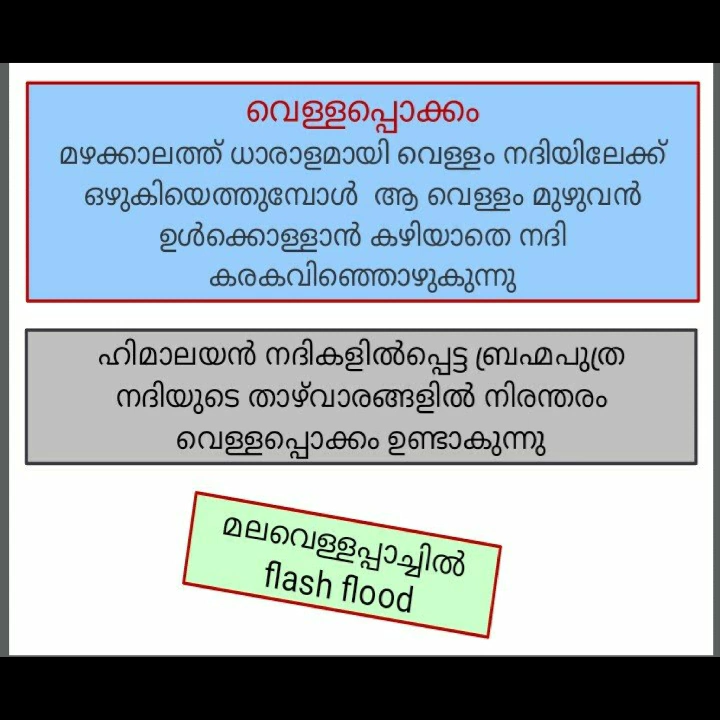 വെള്ളപ്പൊക്കം
മഴക്കാലത്ത് ധാരാളമായി വെള്ളം നദിയിലേക്ക്
ഒഴുകിയെത്തുമ്പോൾ ആ വെള്ളം മുഴുവൻ
ഉൾക്കൊള്ളാൻ കഴിയാതെ നദി
കരകവിഞ്ഞൊഴുകുന്നു
ഹിമാലയൻ നദികളിൽപ്പെട്ട ബ്രഹ്മപുത്ര
നദിയുടെ താഴ്‌വാരങ്ങളിൽ നിരന്തരം
വെള്ളപ്പൊക്കം ഉണ്ടാകുന്നു
മലവെള്ളപ്പാച്ചിൽ
flash flood